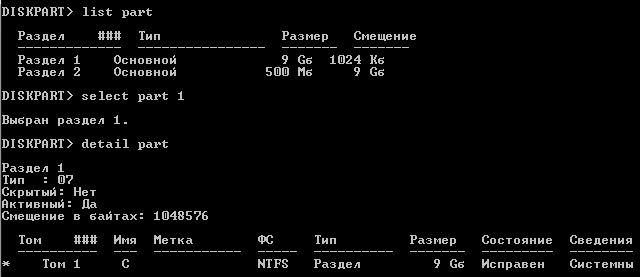 DISKPART> list part
Раздел ### Тип Размер Смещение
------------- ---------------- ------- -------
Раздел 1 Основной 9 Gб 1024 Kб
Раздел 2 Основной 500 Mб 9 Gб
DISKPART> select part 1
Выбран раздел 1.
DISKPART> detail part
Раздел 1
Тип : 07
Скрытый: Нет
Активный: Да
Смещение в байтах: 1048576
Том ### Имя Метка ФС Тип Размер Состояние Сведения
---------- --- ----------- ----- ---------- ------- --------- --------
* Том 1 C NTFS Раздел 9 Gб Исправен Системны